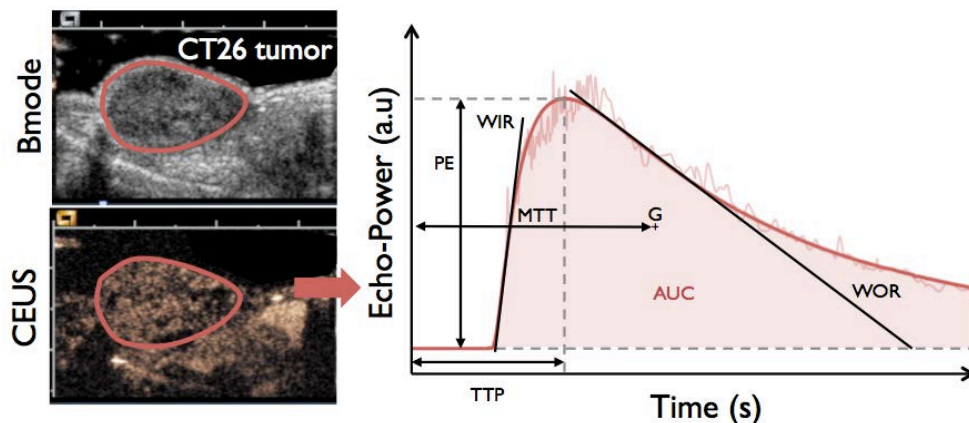 Bmode
CT26 tumor
CEUS
Echo-Power (a.u)
WIR
PE
MTT
G
AUC
WOR
TTP
Time (s)